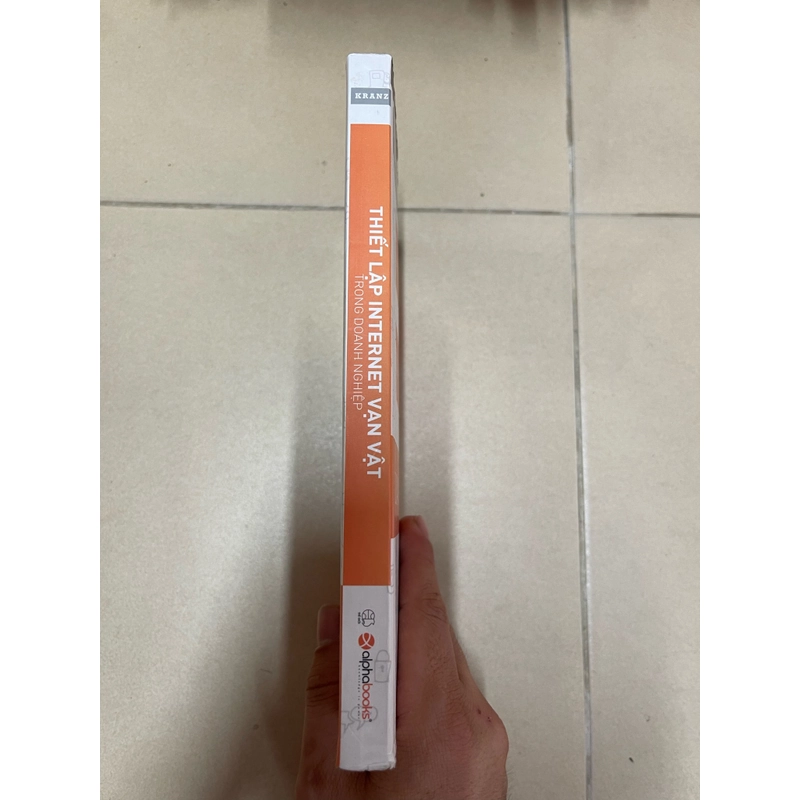 KRANZ
THIẾT LẬP INTERNET VẠN VẬT
TRONG DOANH NGHIỆP
alphabooks